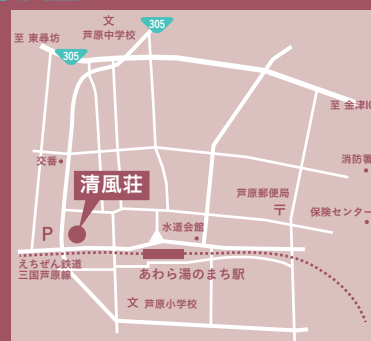 305
文
芦原中学校
至 東尋坊
305
至 金津IC
交番
消防署
清風荘
芦原郵便局
〒
保険センター
P
水道会館
えちぜん鉄道
三国芦原線
あわら湯のまち駅
文 芦原小学校